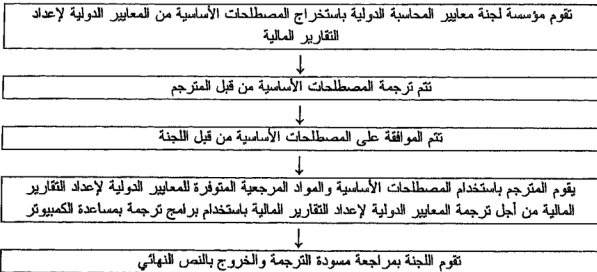 تقوم مؤسسة لجنة معايير المحاسبة الدولية باستخراج المصطلحات الأساسية من المعايير الدولية لإعداد
التقارير المالية
تتم ترجمة المصطلحات الأساسية من قبل المترجم
تتم الموافقة على المصطلحات الأساسية من قبل اللجنة
يقوم المترجم باستخدام المصطلحات الأساسية والمواد المرجعية المتوفرة للمعايير الدولية لإعداد التقارير
المالية من أجل ترجمة المعايير الدولية لإعداد التقارير المالية باستخدام برامج ترجمة بمساعدة الكمبيوتر
تقوم اللجنة بمراجعة مسودة الترجمة والخروج بالنص النهائي